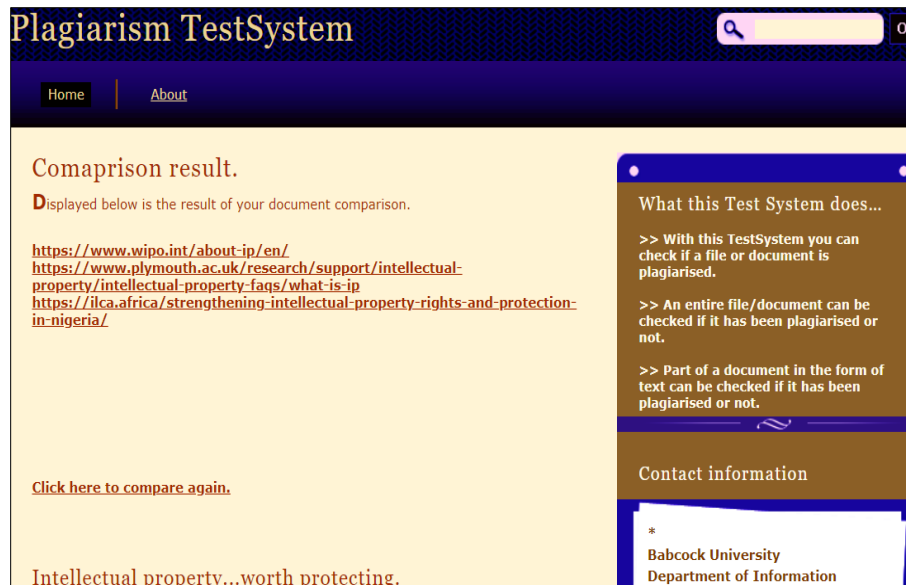 Plagiarism TestSystem
Home
About
Comaprison result.
Displayed below is the result of your document comparison.
https://www.wipo.int/about-ip/en/
https://www.plymouth.ac.uk/research/support/intellectual-
property/intellectual-property-faqs/what-is-ip
https://ilca.africa/strengthening-intellectual-property-rights-and-protection-
in-nigeria/
Click here to compare again.
Intellectual property...worth protecting.
What this Test System does...
>> With this TestSystem you can
check if a file or document is
plagiarised.
>> An entire file/document can be
checked if it has been plagiarised or
not.
>> Part of a document in the form of
text can be checked if it has been
plagiarised or not.
Contact information
*
Babcock University
Department of Information